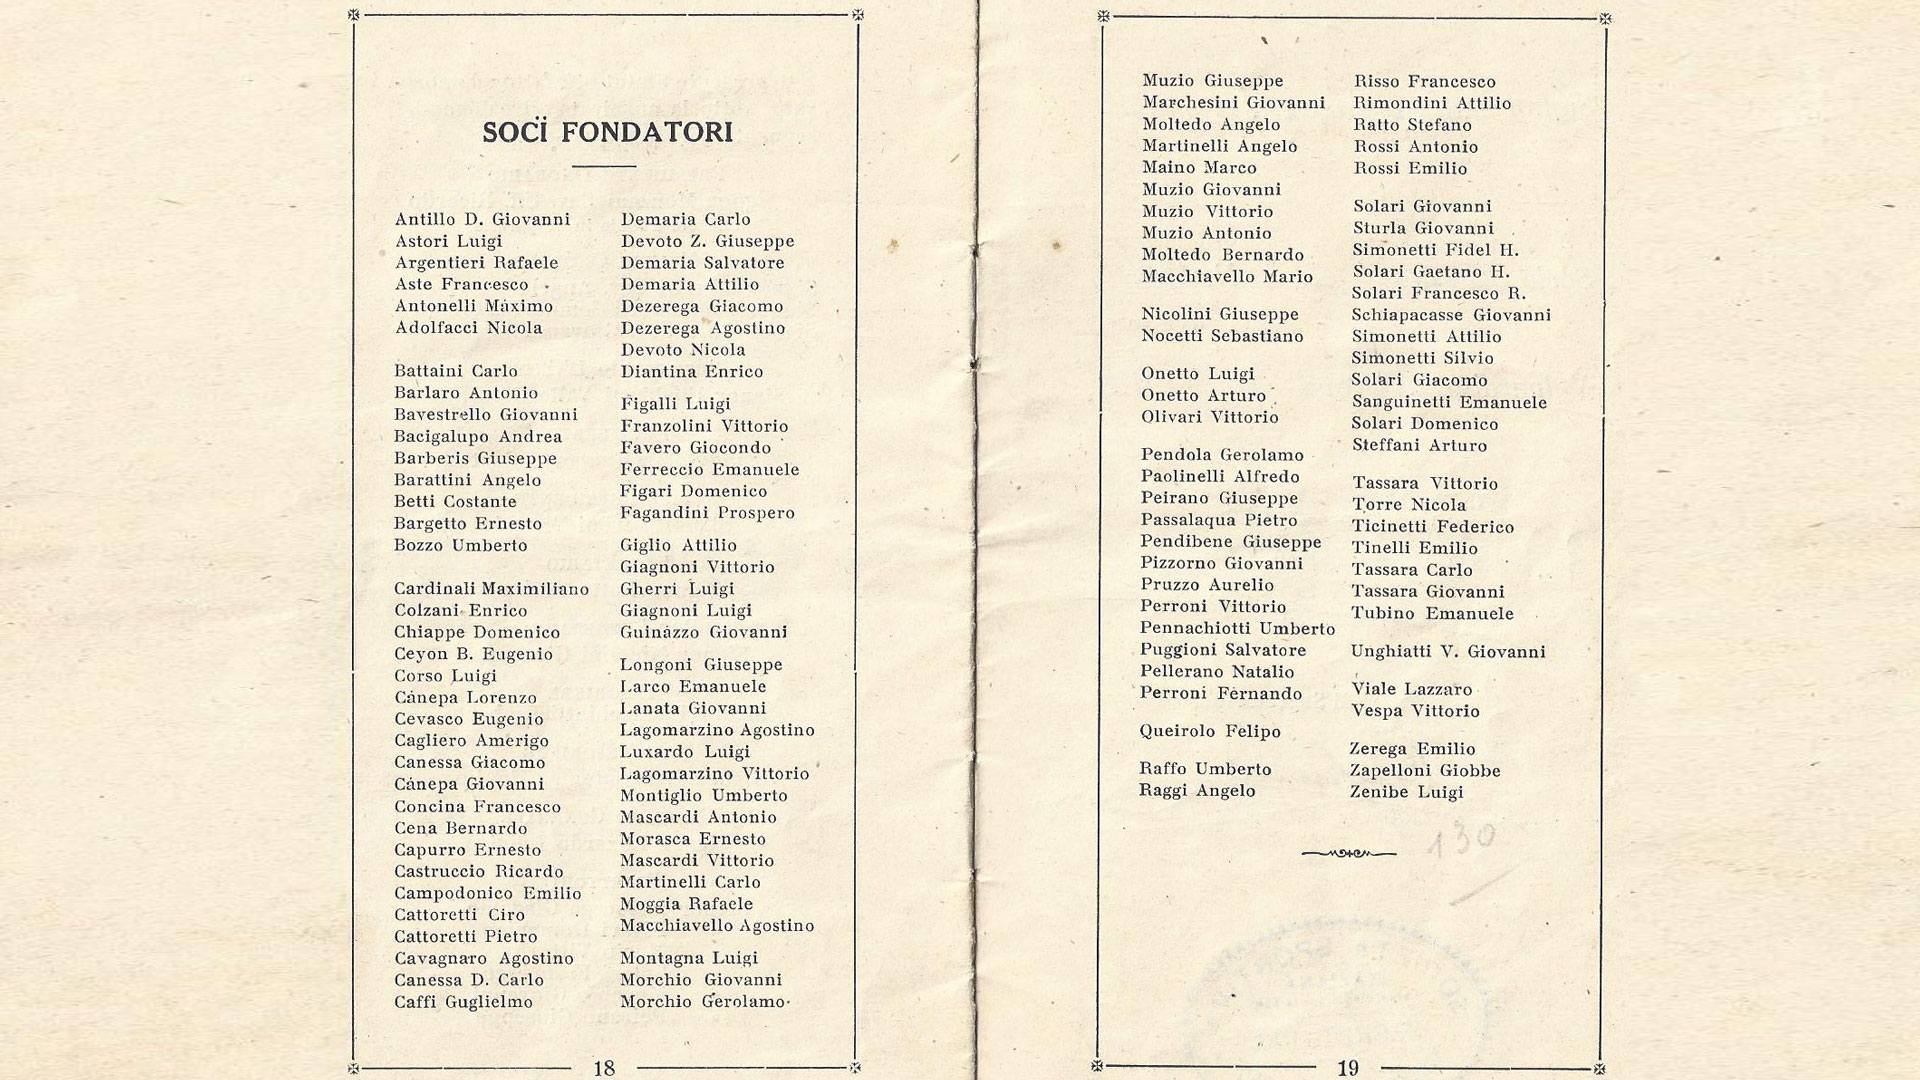 SOCÏ FONDATORI
Antillo D. Giovanni
Astori Luigi
Argentieri Rafaele
Aste Francesco
Antonelli Máximo
Adolfacci Nicola
Battaini Carlo
Barlaro Antonio
Bavestrello Giovanni
Bacigalupo Andrea
Barberis Giuseppe
Barattini Angelo
Betti Costante
Bargetto Ernesto
Bozzo Umberto
Cardinali Maximiliano
Colzani Enrico
Chiappe Domenico
Ceyon B. Eugenio
Corso Luigi
Cánepa Lorenzo
Cevasco Eugenio
Cagliero Amerigo
Canessa Giacomo
Cánepa Giovanni
Concina Francesco
Cena Bernardo
Capurro Ernesto
Castruccio Ricardo
Campodonico Emilio
Cattoretti Ciro
Cattoretti Pietro
Cavagnaro Agostino
Canessa D. Carlo
Caffi Guglielmo
Demaria Carlo
Devoto Z. Giuseppe
Demaria Salvatore
Demaria Attilio
Dezerega Giacomo
Dezerega Agostino
Devoto Nicola
Diantina Enrico
Figalli Luigi
Franzolini Vittorio
Favero Giocondo
Ferreccio Emanuele
Figari Domenico
Fagandini Prospero
Giglio Attilio
Giagnoni Vittorio
Gherri Luigi
Giagnoni Luigi
Guinazzo Giovanni
Longoni Giuseppe
Larco Emanuele
Lanata Giovanni
Lagomarzino Agostino
Luxardo Luigi
Lagomarzino Vittorio
Montiglio Umberto
Mascardi Antonio
Morasca Ernesto
Mascardi Vittorio
Martinelli Carlo
Moggia Rafaele
Macchiavello Agostino
Montagna Luigi
Morchio Giovanni
Morchio Gerolamo
18
Muzio Giuseppe
Marchesini Giovanni
Moltedo Angelo
Martinelli Angelo
Maino Marco
Muzio Giovanni
Muzio Vittorio
Muzio Antonio
Moltedo Bernardo
Macchiavello Mario
Nicolini Giuseppe
Nocetti Sebastiano
Onetto Luigi
Onetto Arturo
Olivari Vittorio
Pendola Gerolamo
Paolinelli Alfredo
Peirano Giuseppe
Passalaqua Pietro
Pendibene Giuseppe
Pizzorno Giovanni
Pruzzo Aurelio
Perroni Vittorio
Pennachiotti Umberto
Puggioni Salvatore
Pellerano Natalio
Perroni Fernando
Queirolo Felipo
Raffo Umberto
Raggi Angelo
Risso Francesco
Rimondini Attilio
Ratto Stefano
Rossi Antonio
Rossi Emilio
Solari Giovanni
Sturla Giovanni
Simonetti Fidel H.
Solari Gaetano H.
Solari Francesco R.
Schiapacasse Giovanni
Simonetti Attilio
Simonetti Silvio
Solari Giacomo
Sanguinetti Emanuele
Solari Domenico
Steffani Arturo
Tassara Vittorio
Torre Nicola
Ticinetti Federico
Tinelli Emilio
Tassara Carlo
Tassara Giovanni
Tubino Emanuele
Unghiatti V. Giovanni
Viale Lazzaro
Vespa Vittorio
Zerega Emilio
Zapelloni Giobbe
Zenibe Luigi
130
19